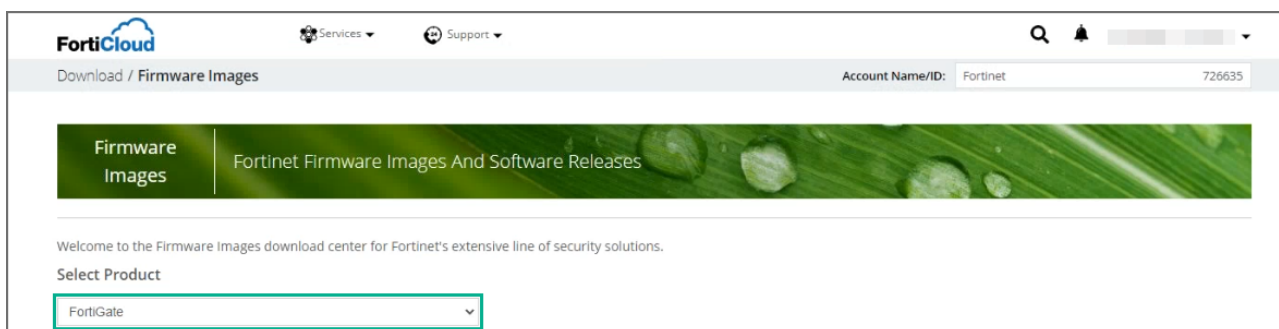 FortiCloud Services Support
Download / Firmware Images Account Name/ID: Fortinet 726635
Firmware
Images
Fortinet Firmware Images And Software Releases
Welcome to the Firmware Images download center for Fortinet's extensive line of security solutions.
Select Product
FortiGate